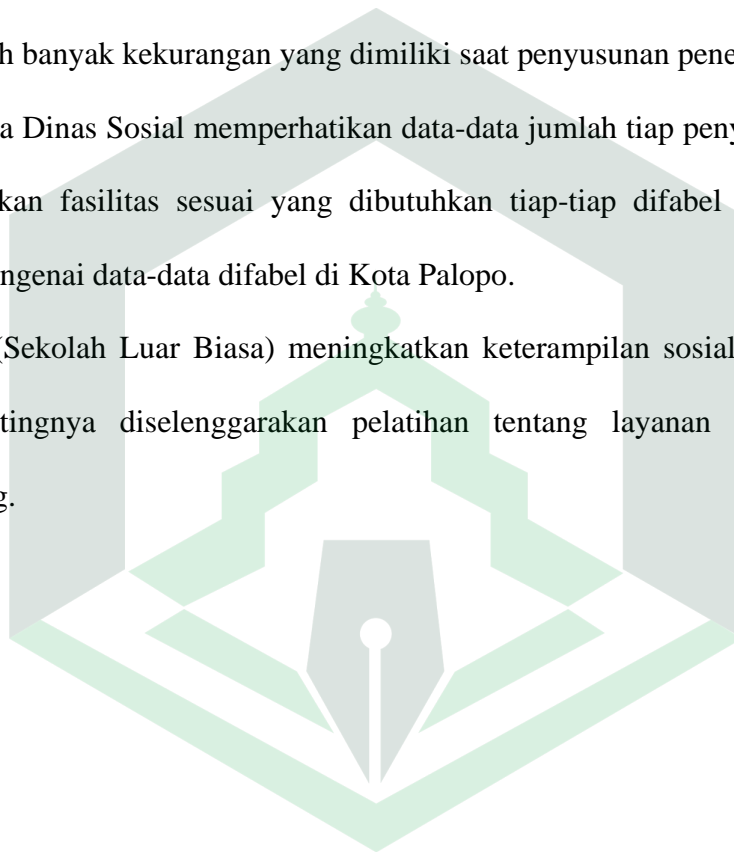 h banyak kekurangan yang dimiliki saat penyusunan pene
a Dinas Sosial memperhatikan data-data jumlah tiap peny
kan fasilitas sesuai yang dibutuhkan tiap-tiap difabel
ngenai data-data difabel di Kota Palopo.
(Sekolah Luar Biasa) meningkatkan keterampilan sosial
tingnya diselenggarakan pelatihan tentang layanan
g.